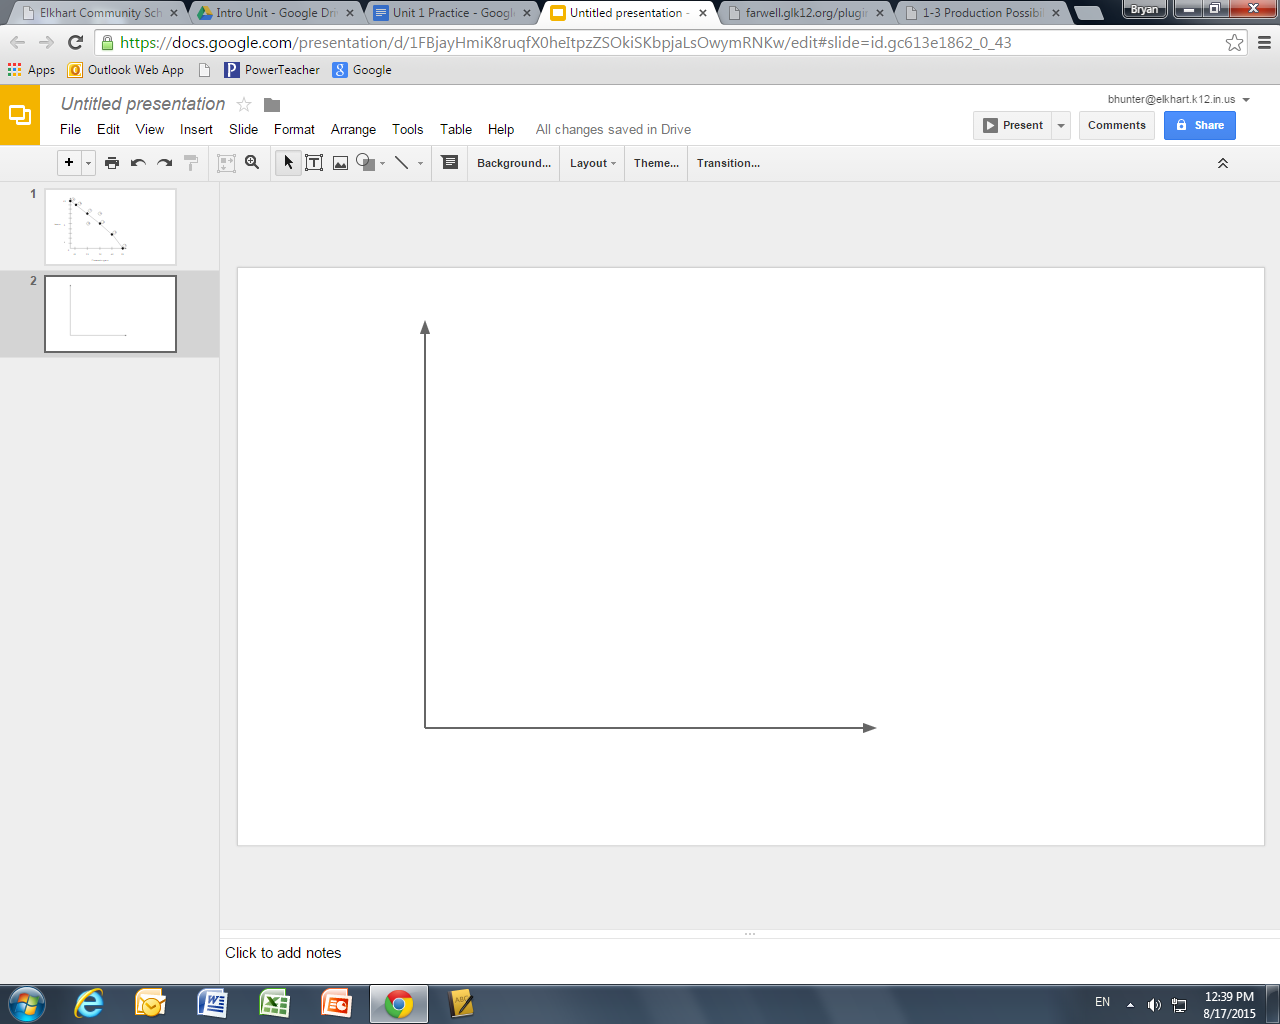 Elkhart Community Sch
Intro Unit - Google Dri
Unit 1 Practice - Google
Untitled presentation -
farwell.glk12.org/plugin
1-3 Production Possibi
Bryan
https://docs.google.com/presentation/d/1FBjayHmiK8ruqfX0heItpzZSOkiSKbpjaLsOwymRNKw/edit#slide=id.gc613e1862_0_43
Apps
Outlook Web App
PowerTeacher
Google
Untitled presentation
bhunter@elkhart.k12.in.us
File Edit View Insert Slide Format Arrange Tools Table Help All changes saved in Drive
Present
Comments
Share
Background... Layout Theme... Transition...
1
2
Click to add notes
EN
12:39 PM
8/17/2015